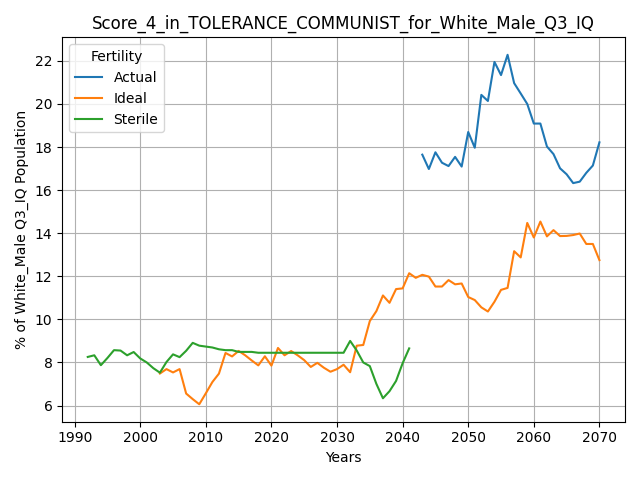 Score_4_in_TOLERANCE_COMMUNIST_for_White_Male_Q3_IQ
Fertility
Actual
Ideal
Sterile
% of White_Male Q3_IQ Population
22
20
18
16
14
12
10
8
6
1990 2000 2010 2020 2030 2040 2050 2060 2070
Years